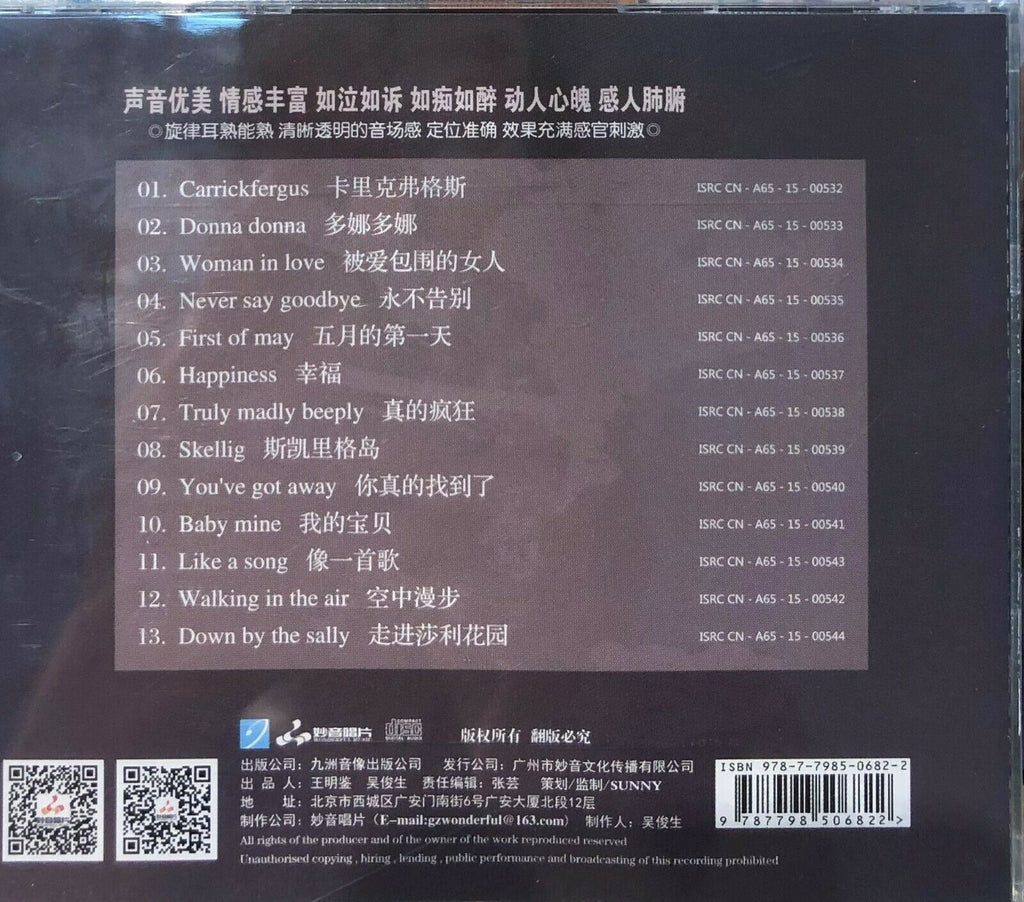 声音优美 情感丰富 如泣如诉 如痴如醉 动人心魄 感人肺腑
◎旋律耳熟能熟 清晰透明的音场感 定位准确 效果充满感官刺激◎
01. Carrickfergus 卡里克弗格斯 ISRC CN - A65 - 15 - 00532
02. Donna donna 多娜多娜 ISRC CN - A65 - 15 - 00533
03. Woman in love 被爱包围的女人 ISRC CN - A65 - 15 - 00534
04. Never say goodbye 永不告别 ISRC CN - A65 - 15 - 00535
05. First of may 五月的第一天 ISRC CN - A65 - 15 - 00536
06. Happiness 幸福 ISRC CN - A65 - 15 - 00537
07. Truly madly beeply 真的疯狂 ISRC CN - A65 - 15 - 00538
08. Skellig 斯凯里格岛 ISRC CN - A65 - 15 - 00539
09. You've got away 你真的找到了 ISRC CN - A65 - 15 - 00540
10. Baby mine 我的宝贝 ISRC CN - A65 - 15 - 00541
11. Like a song 像一首歌 ISRC CN - A65 - 15 - 00543
12. Walking in the air 空中漫步 ISRC CN - A65 - 15 - 00542
13. Down by the sally 走进莎利花园 ISRC CN - A65 - 15 - 00544
妙音唱片 COMPACT disc DIGITAL AUDIO 版权所有 翻版必究
出版公司：九洲音像出版公司 发行公司：广州市妙音文化传播有限公司
出 品 人：王明鉴 吴俊生 责任编辑：张芸 策划/监制/SUNNY
地 址：北京市西城区广安门南街6号广安大厦北段12层
制作公司：妙音唱片（E-mail:gzwonderful@163.com） 制作人：吴俊生
All rights of the producer and of the owner of the work reproduced reserved
Unauthorised copying , hiring , lending , public performance and broadcasting of this recording prohibited
ISBN 978-7-7985-0682-2
9 787798 506822 >